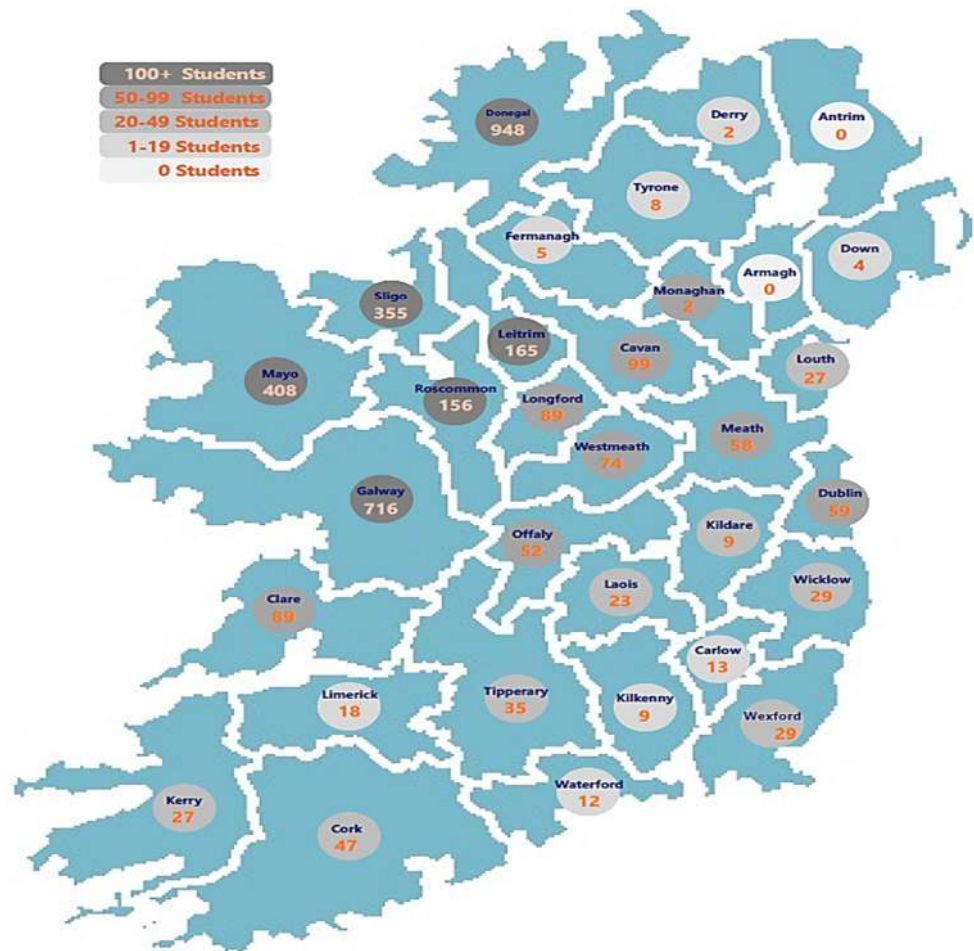 100+ Students
50-99 Students
20-49 Students
1-19 Students
0 Students
Donegal
948
Derry
2
Antrim
0
Tyrone
8
Fermanagh
5
Down
4
Armagh
0
Monaghan
2
Sligo
355
Leitrim
165
Cavan
99
Louth
27
Mayo
408
Roscommon
156
Longford
89
Meath
58
Westmeath
74
Galway
716
Dublin
59
Offaly
52
Kildare
9
Laois
23
Wicklow
29
Clare
89
Carlow
13
Limerick
18
Tipperary
35
Kilkenny
9
Wexford
29
Waterford
12
Kerry
27
Cork
47